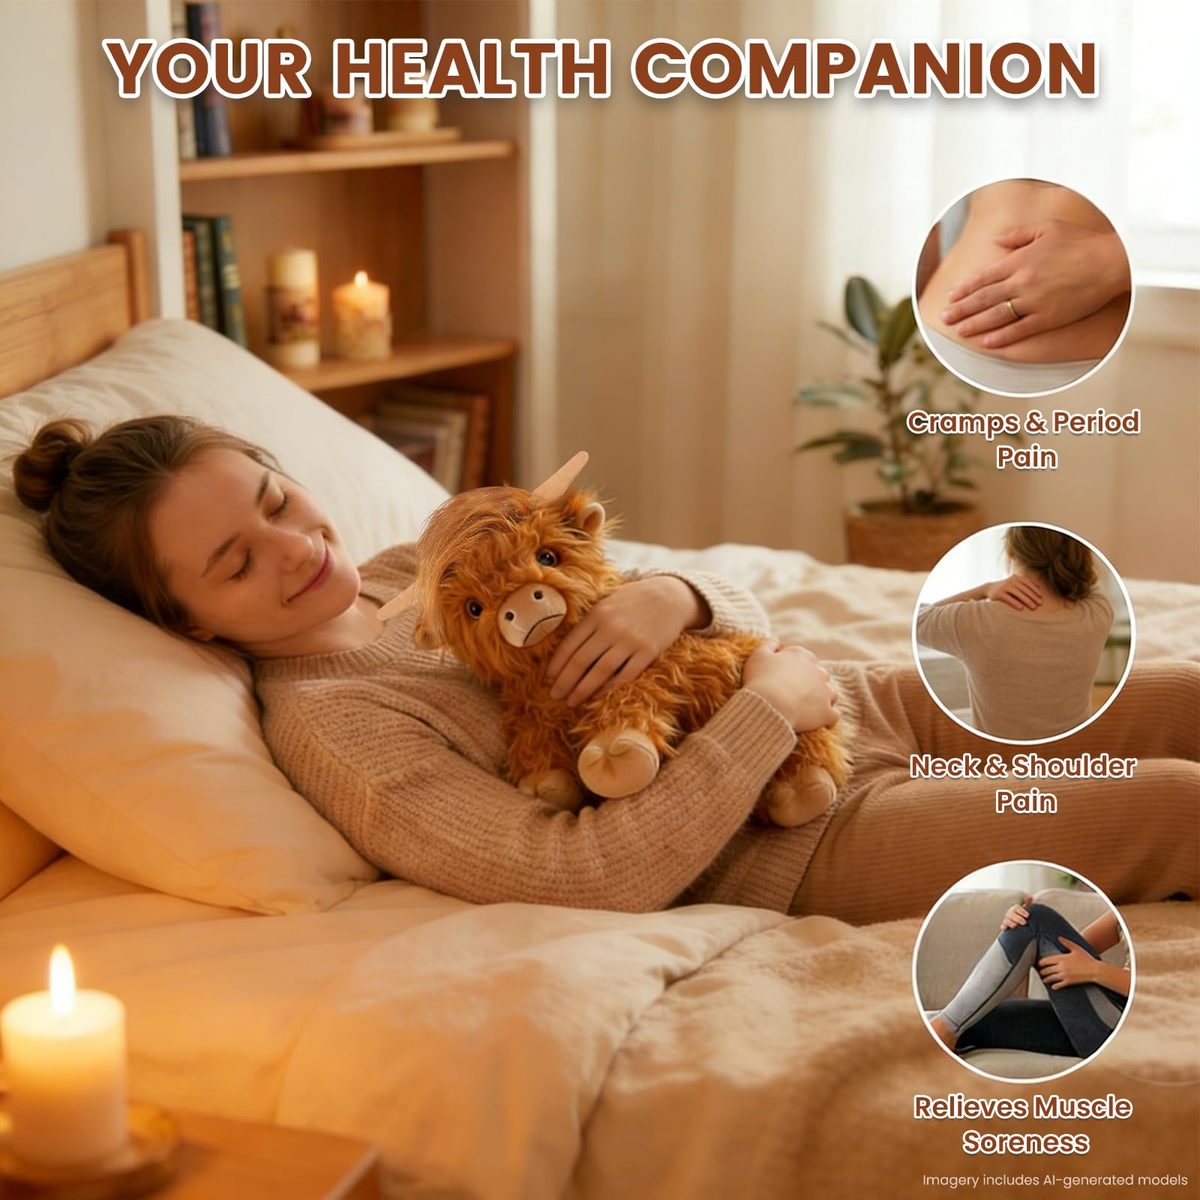 YOUR HEALTH COMPANION
Cramps & Period
Pain
Neck & Shoulder
Pain
Relieves Muscle
Soreness
Imagery includes AI-generated models